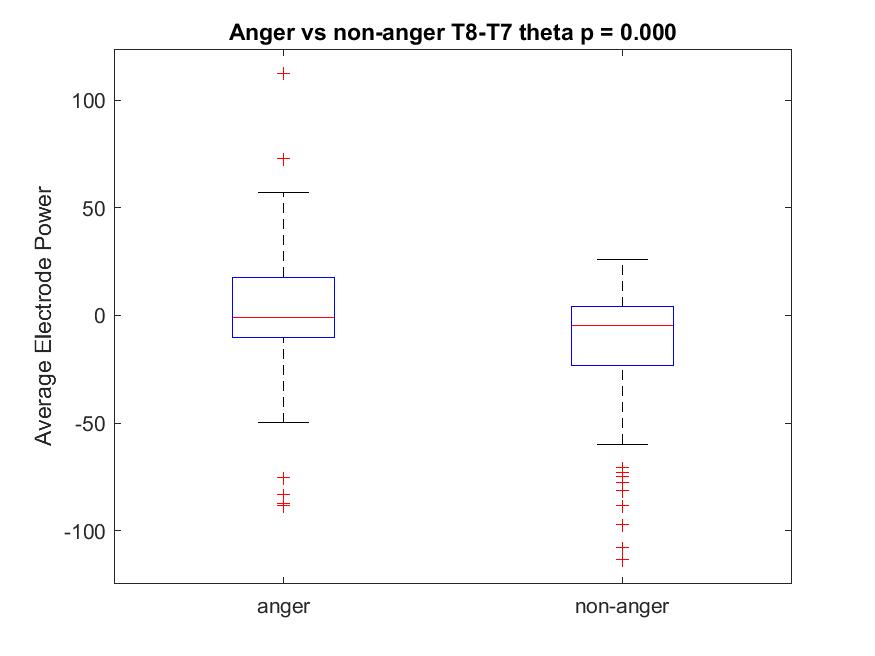 Anger vs non-anger T8-T7 theta p = 0.000
Average Electrode Power
100
50
0
-50
-100
anger
non-anger